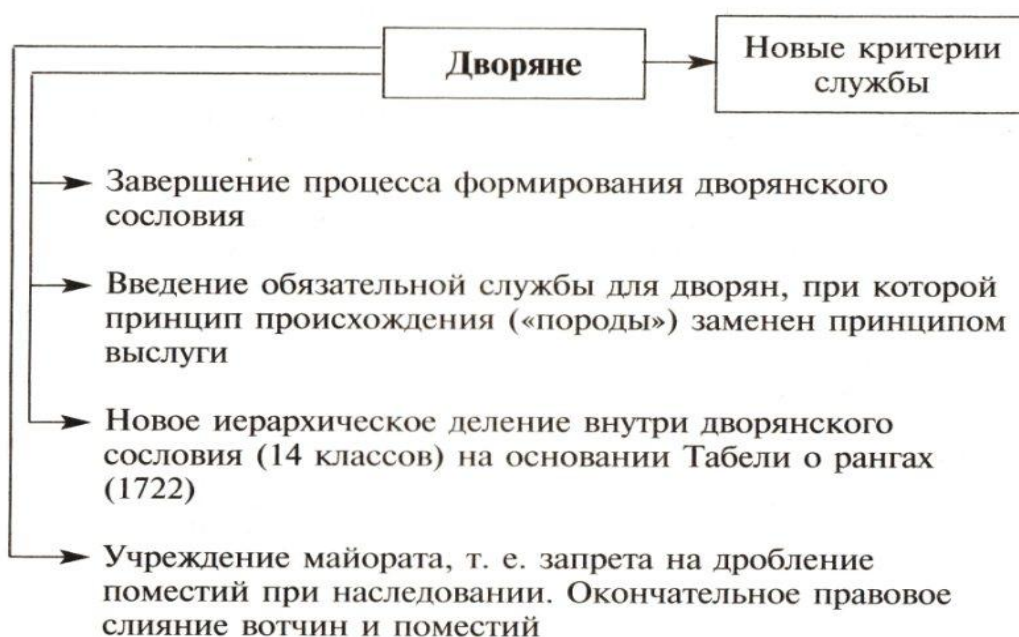 Дворяне
Новые критерии
службы
Завершение процесса формирования дворянского
сословия
Введение обязательной службы для дворян, при которой
принцип происхождения («породы») заменен принципом
выслуги
Новое иерархическое деление внутри дворянского
сословия (14 классов) на основании Табели о рангах
(1722)
Учреждение майората, т. е. запрета на дробление
поместий при наследовании. Окончательное правовое
слияние вотчин и поместий